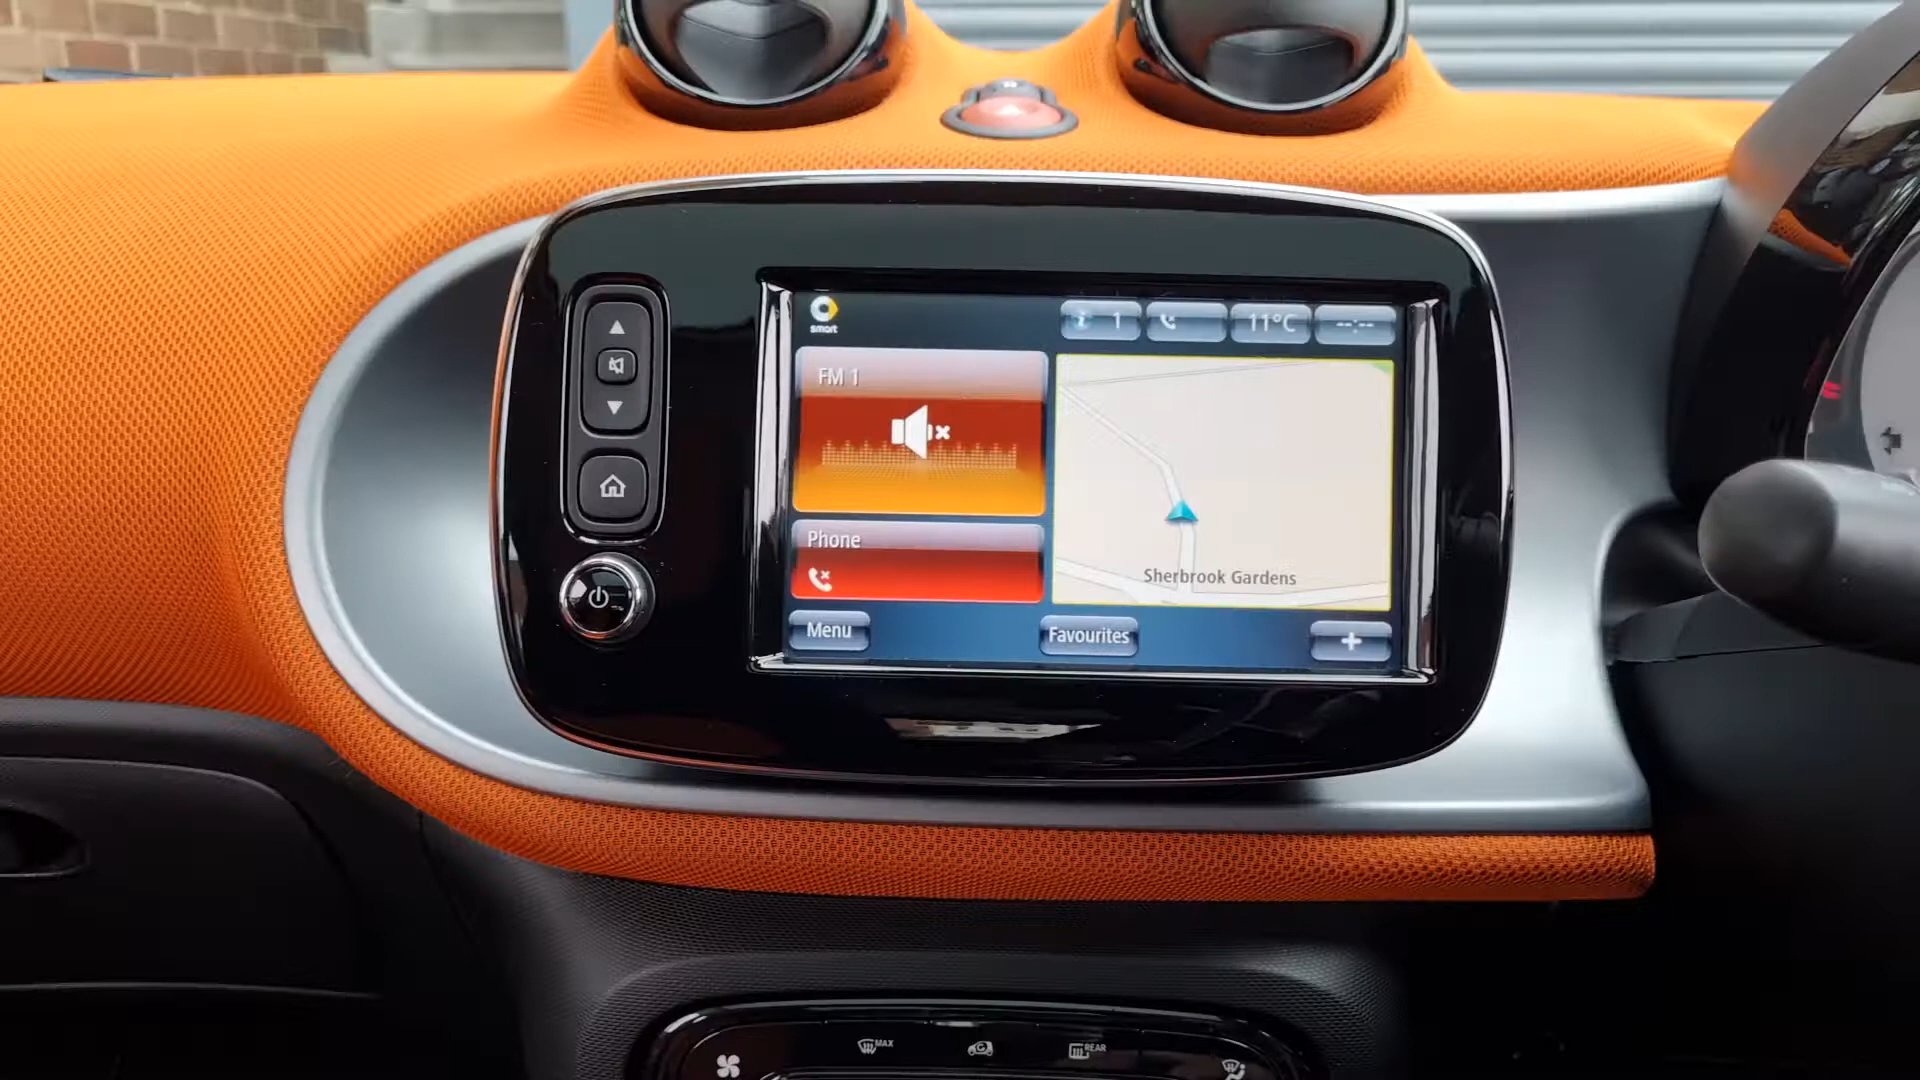 smart
1
11°C
--:--
FM 1
Phone
Sherbrook Gardens
Menu
Favourites
+
MAX
REAR